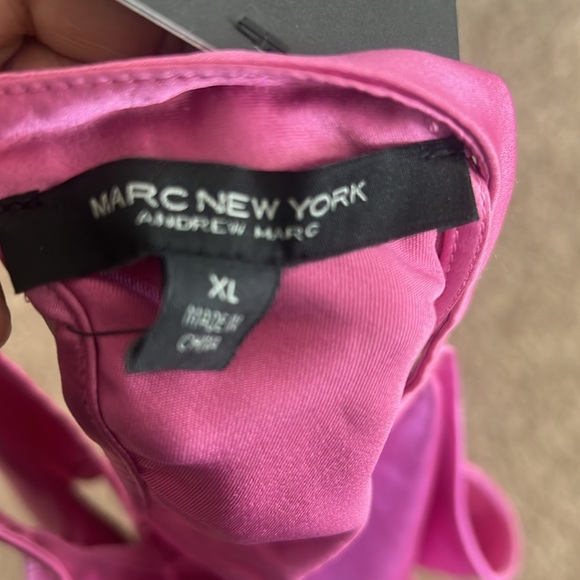 MARC NEW YORK
ANDREW MARC
XL
MADE IN
CHINA